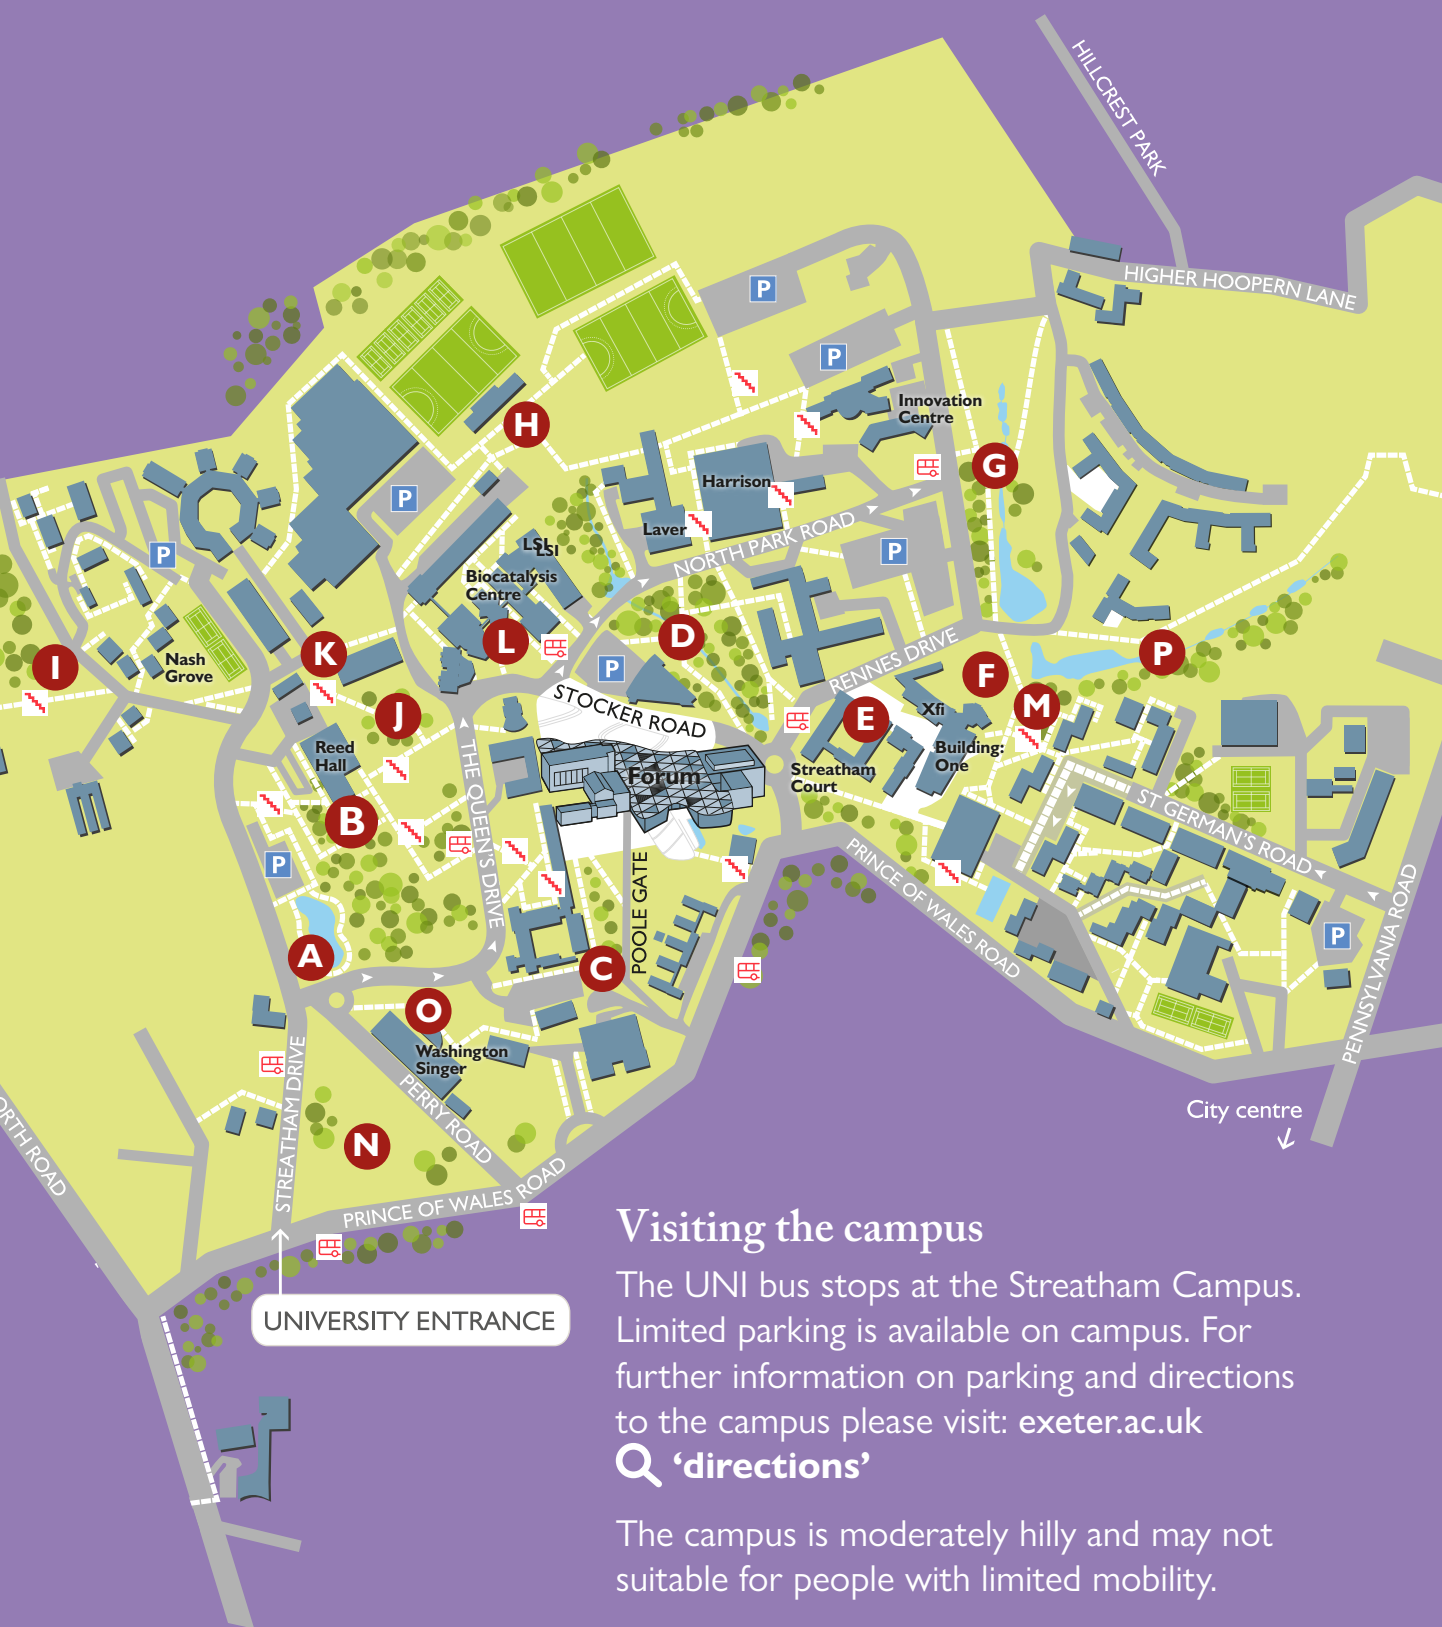 HILLCREST PARK
HIGHER HOOPERN LANE
P
P
Innovation
Centre
H
G
Harrison
P
Laver
NORTH PARK ROAD
P
P
LSI
LSI
Biocatalysis
Centre
I
Nash
Grove
K
L
P
D
RENNES DRIVE
P
F
J
STOCKER ROAD
E
Xfi
M
Reed
Hall
THE QUEEN'S DRIVE
Forum
Streatham
Court
Building:
One
B
ST GERMAN'S ROAD
P
POOLE GATE
PRINCE OF WALES ROAD
P
PENNSYLVANIA ROAD
A
C
O
Washington
Singer
PERRY ROAD
STREATHAM DRIVE
N
ORTH ROAD
PRINCE OF WALES ROAD
City centre
UNIVERSITY ENTRANCE
Visiting the campus
The UNI bus stops at the Streatham Campus.
Limited parking is available on campus. For
further information on parking and directions
to the campus please visit: exeter.ac.uk
‘directions’
The campus is moderately hilly and may not
suitable for people with limited mobility.